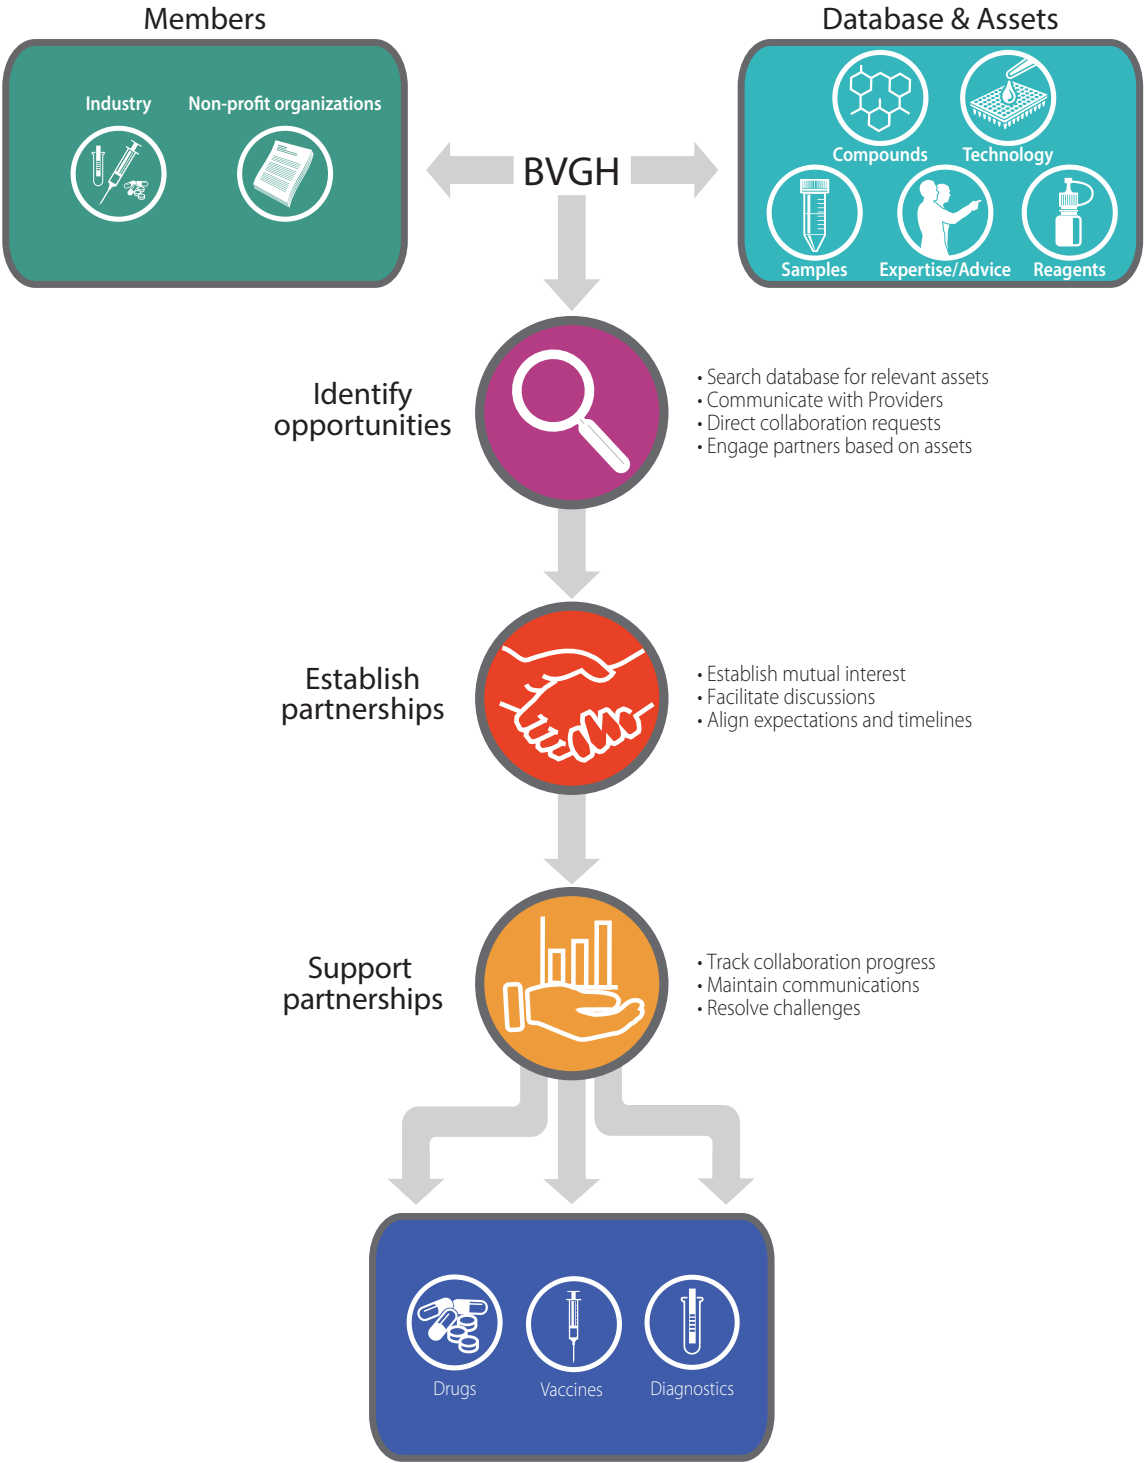 Members
Database & Assets
Industry
Non-profit organizations
BVGH
Compounds
Technology
Samples
Expertise/Advice
Reagents
Identify
opportunities
• Search database for relevant assets
• Communicate with Providers
• Direct collaboration requests
• Engage partners based on assets
Establish
partnerships
• Establish mutual interest
• Facilitate discussions
• Align expectations and timelines
Support
partnerships
• Track collaboration progress
• Maintain communications
• Resolve challenges
Drugs
Vaccines
Diagnostics